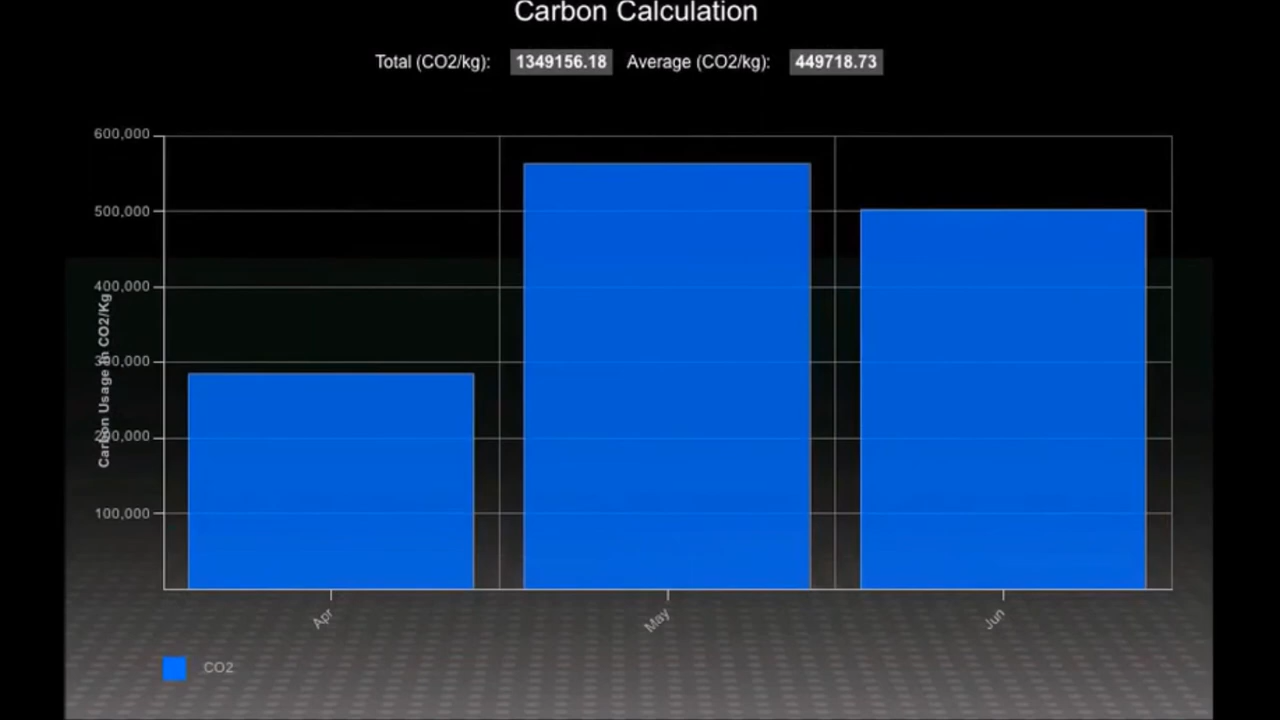 Carbon Calculation
Total (CO2/kg): 1349156.18 Average (CO2/kg): 449718.73
600,000
500,000
400,000
300,000
200,000
100,000
Carbon Usage in CO2/Kg
Apr May Jun
CO2